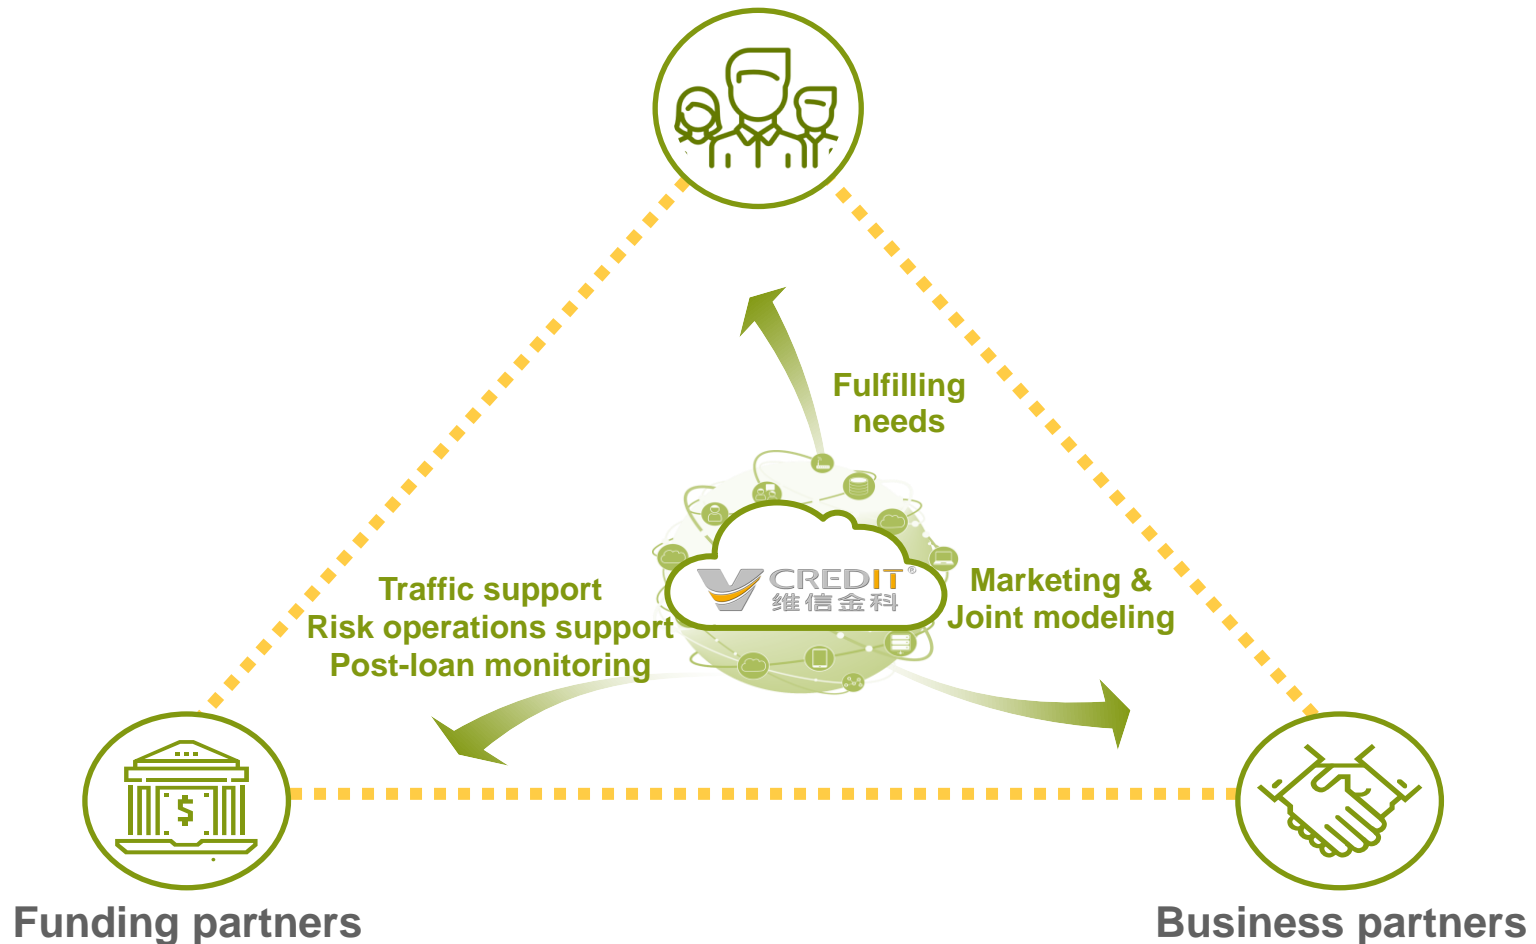 Fulfilling
needs
Traffic support
Risk operations support
Post-loan monitoring
CREDIT®
维信金科
Marketing &
Joint modeling
$
Funding partners
Business partners